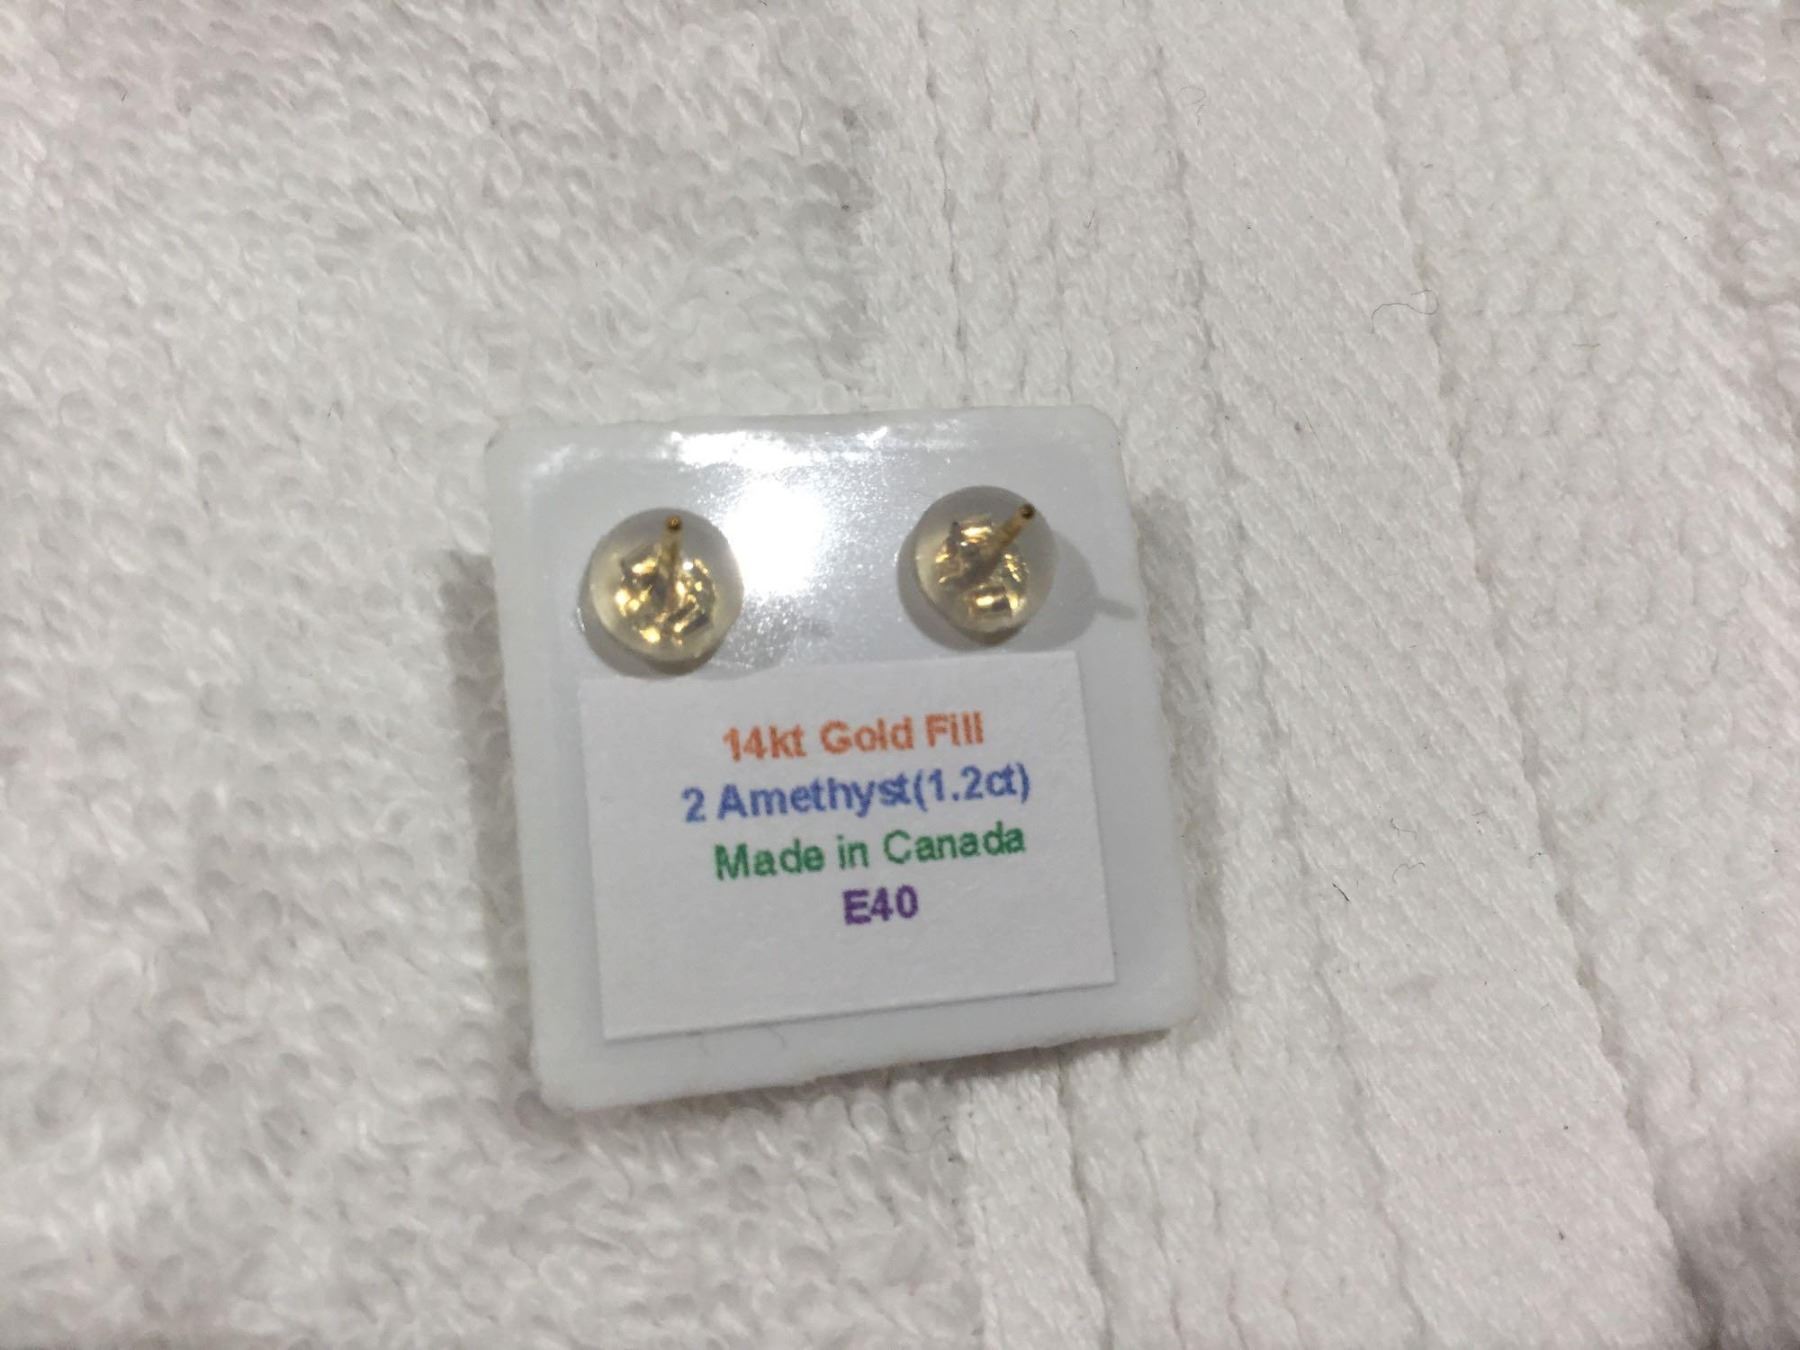 14kt Gold Fill
2 Amethyst(1.2ct)
Made in Canada
E40